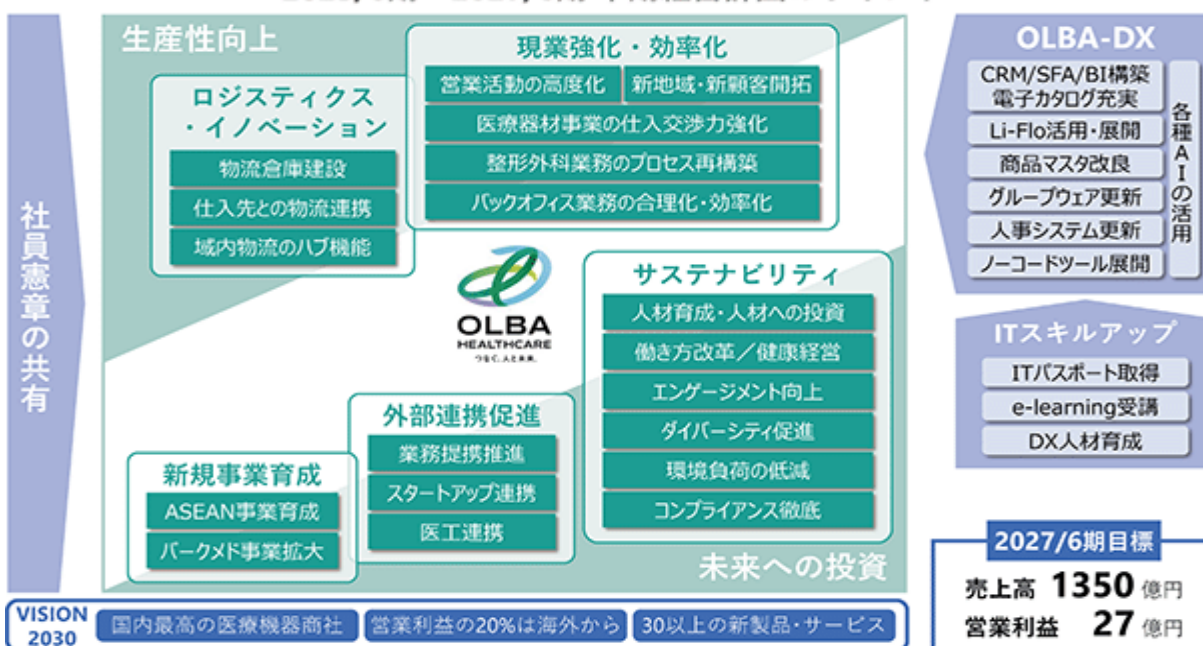 生産性向上
ロジスティクス
・イノベーション
物流倉庫建設
仕入先との物流連携
域内物流のハブ機能
現業強化・効率化
営業活動の高度化
新地域・新顧客開拓
医療器材事業の仕入交渉力強化
整形外科業務のプロセス再構築
バックオフィス業務の合理化・効率化
社員憲章の共有
OLBA
HEALTHCARE
つなぐ、人と未来。
サステナビリティ
人材育成・人材への投資
働き方改革／健康経営
エンゲージメント向上
ダイバーシティ促進
環境負荷の低減
コンプライアンス徹底
外部連携促進
業務提携推進
スタートアップ連携
医工連携
新規事業育成
ASEAN事業育成
パークメド事業拡大
未来への投資
OLBA-DX
CRM/SFA/BI構築
電子カタログ充実
Li-Flo活用・展開
商品マスタ改良
グループウェア更新
人事システム更新
ノーコードツール展開
各種AIの活用
ITスキルアップ
ITパスポート取得
e-learning受講
DX人材育成
2027/6期目標
売上高 1350 億円
営業利益 27 億円
VISION
2030
国内最高の医療機器商社
営業利益の20%は海外から
30以上の新製品・サービス